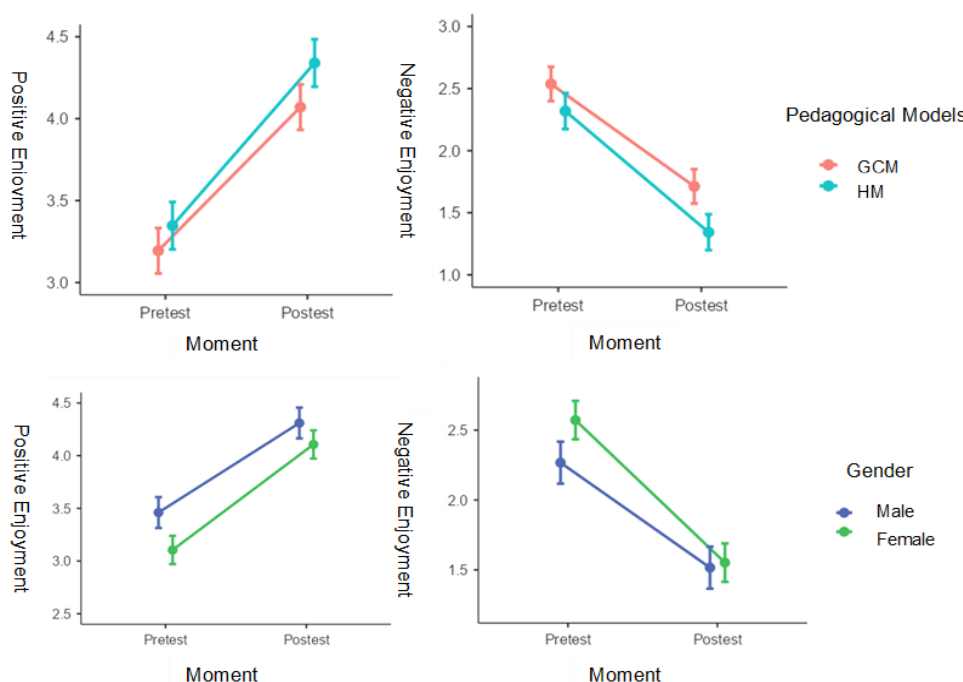 Positive Enjoyment
4.5
4.0
3.5
3.0
Pretest Postest
Moment
Negative Enjoyment
3.0
2.5
2.0
1.5
1.0
Pretest Postest
Moment
Pedagogical Models
GCM
HM
Positive Enjoyment
4.5
4.0
3.5
3.0
2.5
Pretest Postest
Moment
Negative Enjoyment
2.5
2.0
1.5
Pretest Postest
Moment
Gender
Male
Female